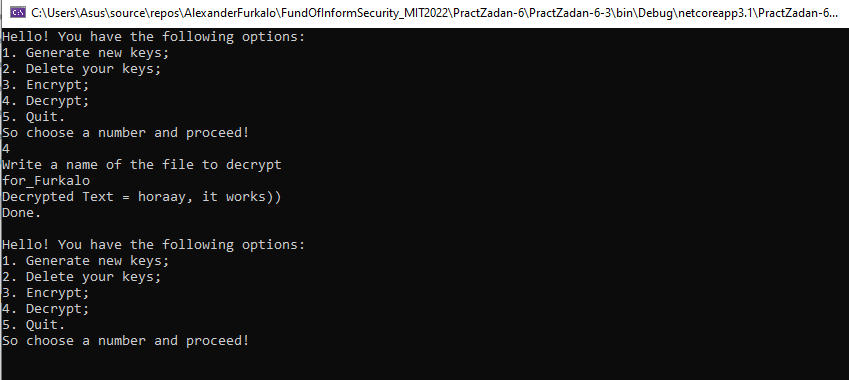 C:\Users\Asus\source\repos\AlexanderFurkalo\FundOfInformSecurity_MIT2022\PractZadan-6\PractZadan-6-3\bin\Debug\netcoreapp3.1\PractZadan-6...
Hello! You have the following options:
1. Generate new keys;
2. Delete your keys;
3. Encrypt;
4. Decrypt;
5. Quit.
So choose a number and proceed!
4
Write a name of the file to decrypt
for_Furkalo
Decrypted Text = horaay, it works))
Done.
Hello! You have the following options:
1. Generate new keys;
2. Delete your keys;
3. Encrypt;
4. Decrypt;
5. Quit.
So choose a number and proceed!